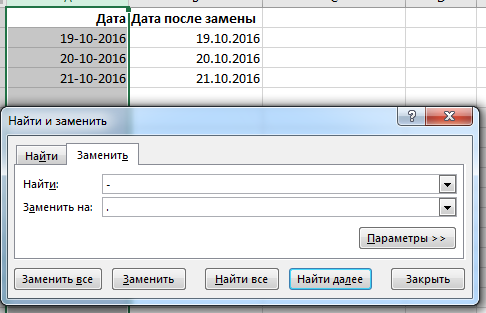 Дата Дата после замены
19-10-2016 19.10.2016
20-10-2016 20.10.2016
21-10-2016 21.10.2016
Найти и заменить
?
Найти Заменить
Найти: -
Заменить на: .
Параметры >>
Заменить все Заменить Найти все Найти далее Закрыть